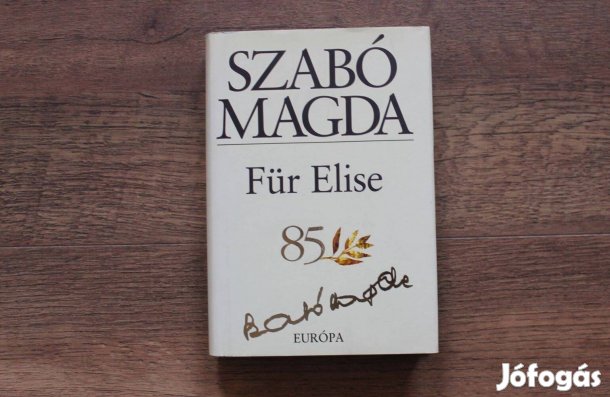 SZABÓ
MAGDA
Für Elise
85
EURÓPA
Jófogás